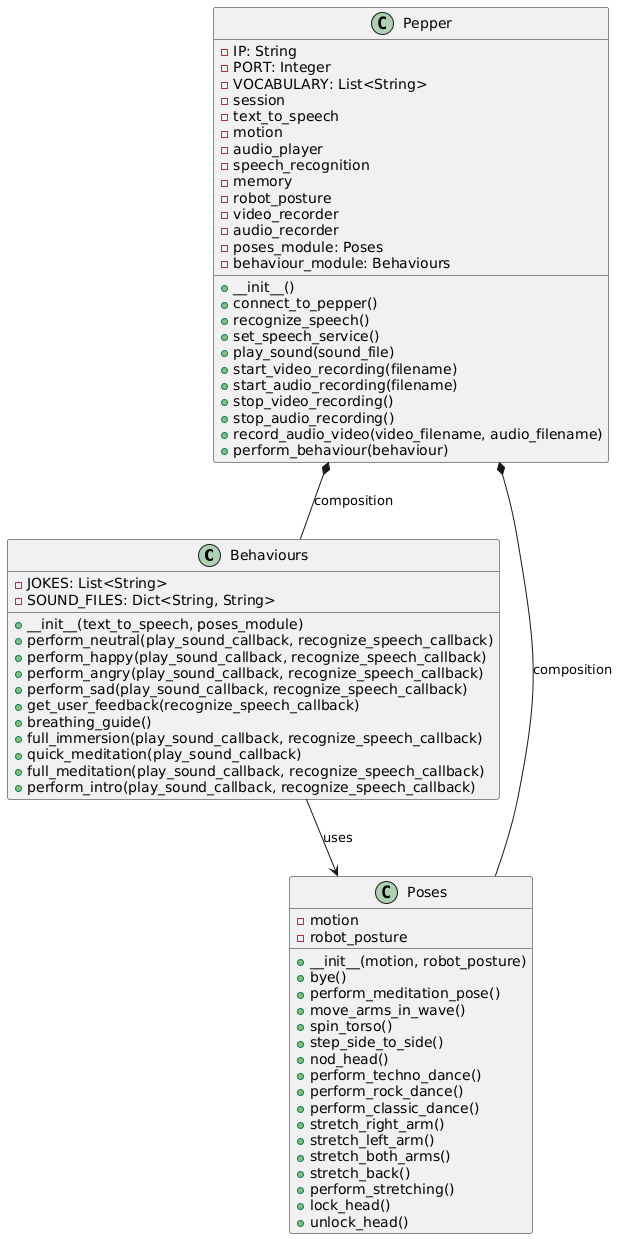 C Pepper
IP: String
PORT: Integer
VOCABULARY: List<String>
session
text_to_speech
motion
audio_player
speech_recognition
memory
robot_posture
video_recorder
audio_recorder
poses_module: Poses
behaviour_module: Behaviours
__init__()
connect_to_pepper()
recognize_speech()
set_speech_service()
play_sound(sound_file)
start_video_recording(filename)
start_audio_recording(filename)
stop_video_recording()
stop_audio_recording()
record_audio_video(video_filename, audio_filename)
perform_behaviour(behaviour)
composition
C Behaviours
JOKES: List<String>
SOUND_FILES: Dict<String, String>
__init__(text_to_speech, poses_module)
perform_neutral(play_sound_callback, recognize_speech_callback)
perform_happy(play_sound_callback, recognize_speech_callback)
perform_angry(play_sound_callback, recognize_speech_callback)
perform_sad(play_sound_callback, recognize_speech_callback)
get_user_feedback(recognize_speech_callback)
breathing_guide()
full_immersion(play_sound_callback, recognize_speech_callback)
quick_meditation(play_sound_callback)
full_meditation(play_sound_callback, recognize_speech_callback)
perform_intro(play_sound_callback, recognize_speech_callback)
composition
uses
C Poses
motion
robot_posture
__init__(motion, robot_posture)
bye()
perform_meditation_pose()
move_arms_in_wave()
spin_torso()
step_side_to_side()
nod_head()
perform_techno_dance()
perform_rock_dance()
perform_classic_dance()
stretch_right_arm()
stretch_left_arm()
stretch_both_arms()
stretch_back()
perform_stretching()
lock_head()
unlock_head()